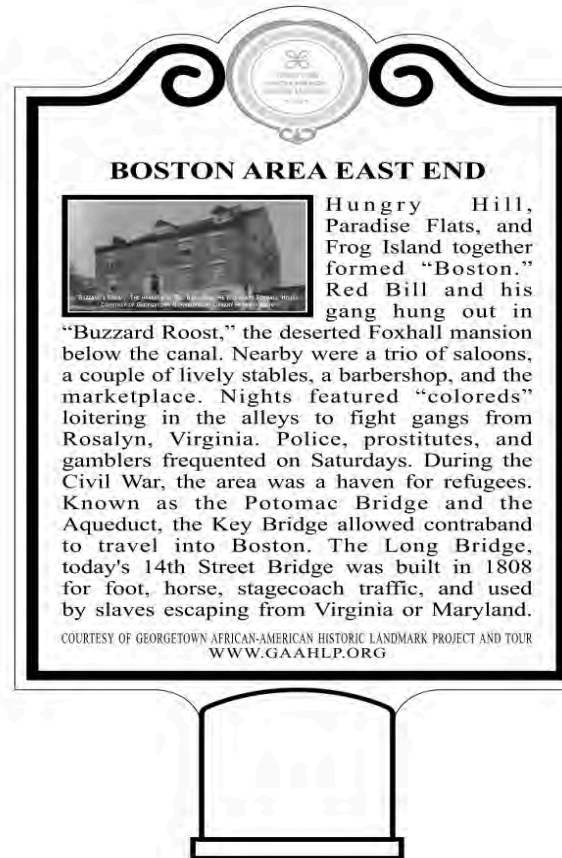 BOSTON AREA EAST END
Hungry Hill,
Paradise Flats, and
Frog Island together
formed “Boston.”
Red Bill and his
gang hung out in
“Buzzard Roost,” the deserted Foxhall mansion
below the canal. Nearby were a trio of saloons,
a couple of lively stables, a barbershop, and the
marketplace. Nights featured “coloreds”
loitering in the alleys to fight gangs from
Rosalyn, Virginia. Police, prostitutes, and
gamblers frequented on Saturdays. During the
Civil War, the area was a haven for refugees.
Known as the Potomac Bridge and the
Aqueduct, the Key Bridge allowed contraband
to travel into Boston. The Long Bridge,
today's 14th Street Bridge was built in 1808
for foot, horse, stagecoach traffic, and used
by slaves escaping from Virginia or Maryland.
COURTESY OF GEORGETOWN AFRICAN-AMERICAN HISTORIC LANDMARK PROJECT AND TOUR
WWW.GAAHLP.ORG